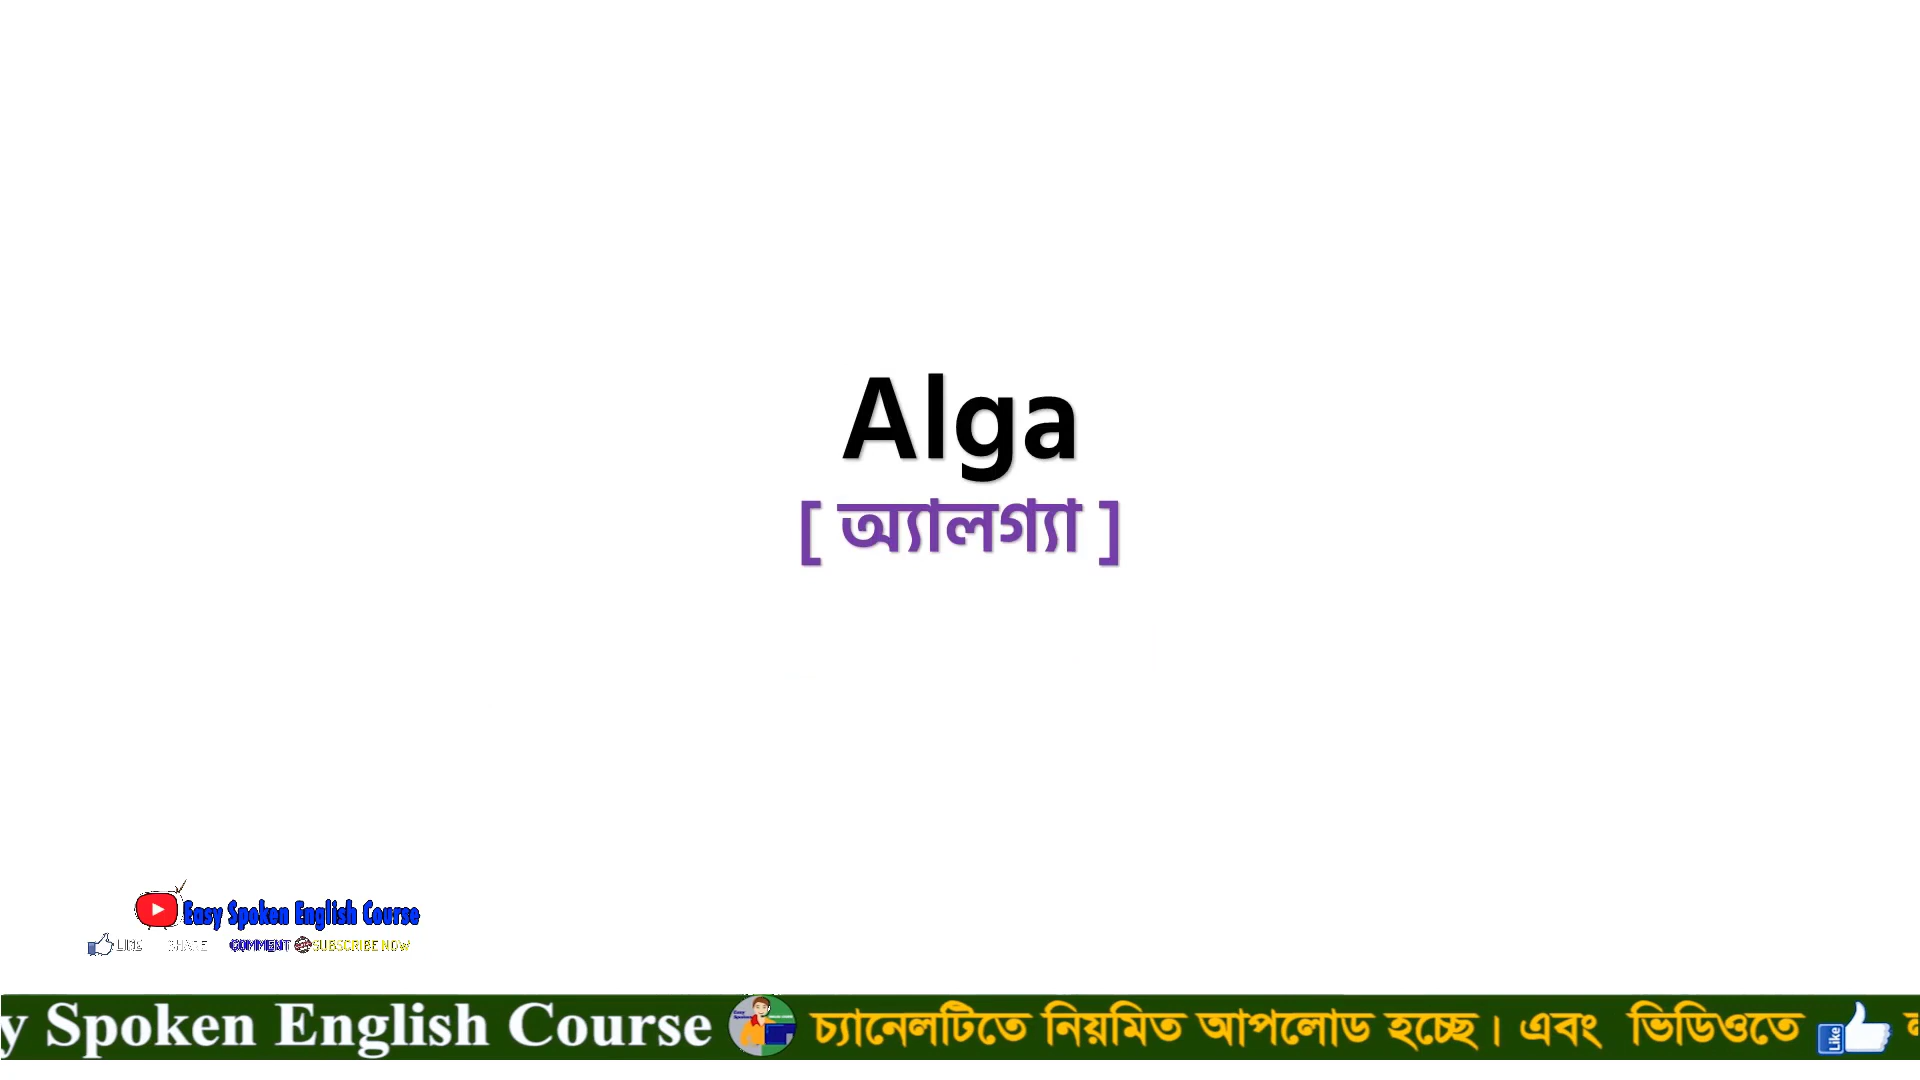 Alga
[ অ্যালগ্যা ]
Easy Spoken English Course
LIKE SHARE COMMENT SUBSCRIBE NOW
y Spoken English Course চ্যানেলটিতে নিয়মিত আপলোড হচ্ছে। এবং ভিডিওতে Like